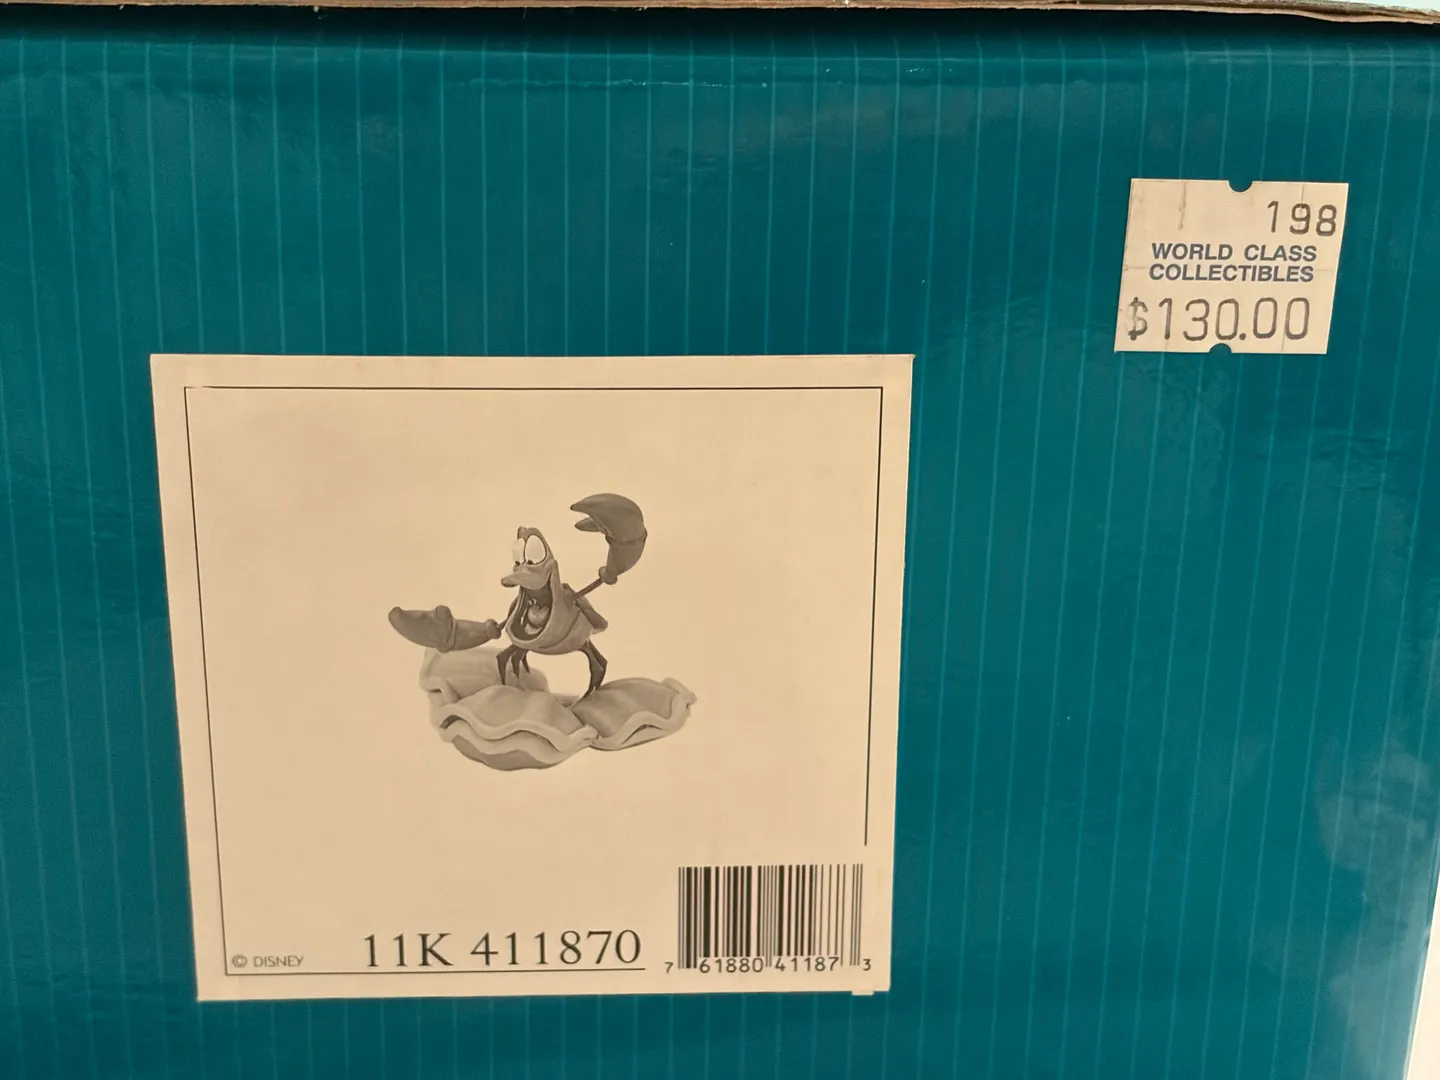 198
WORLD CLASS
COLLECTIBLES
$130.00
© DISNEY
11K 411870
7 61880 41187 3